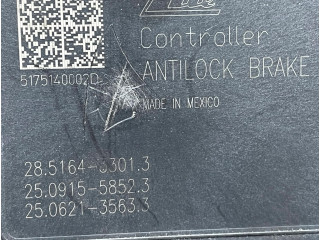 Controller
ANTILOCK BRAKE
5175140002D
MADE IN MEXICO
28.5164-3301.3
25.0915-5852.3
25.0621-3563.3